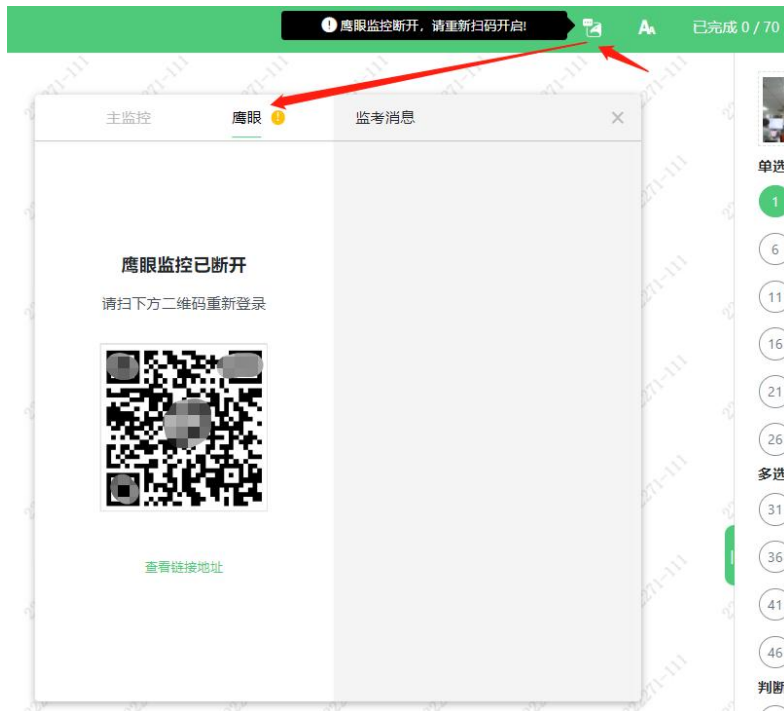 鹰眼监控断开，请重新扫码开启!
已完成 0 / 70
主监控
鹰眼
监考消息
鹰眼监控已断开
请扫下方二维码重新登录
查看链接地址
单选
1
6
11
16
21
26
多选
31
36
41
46
判断